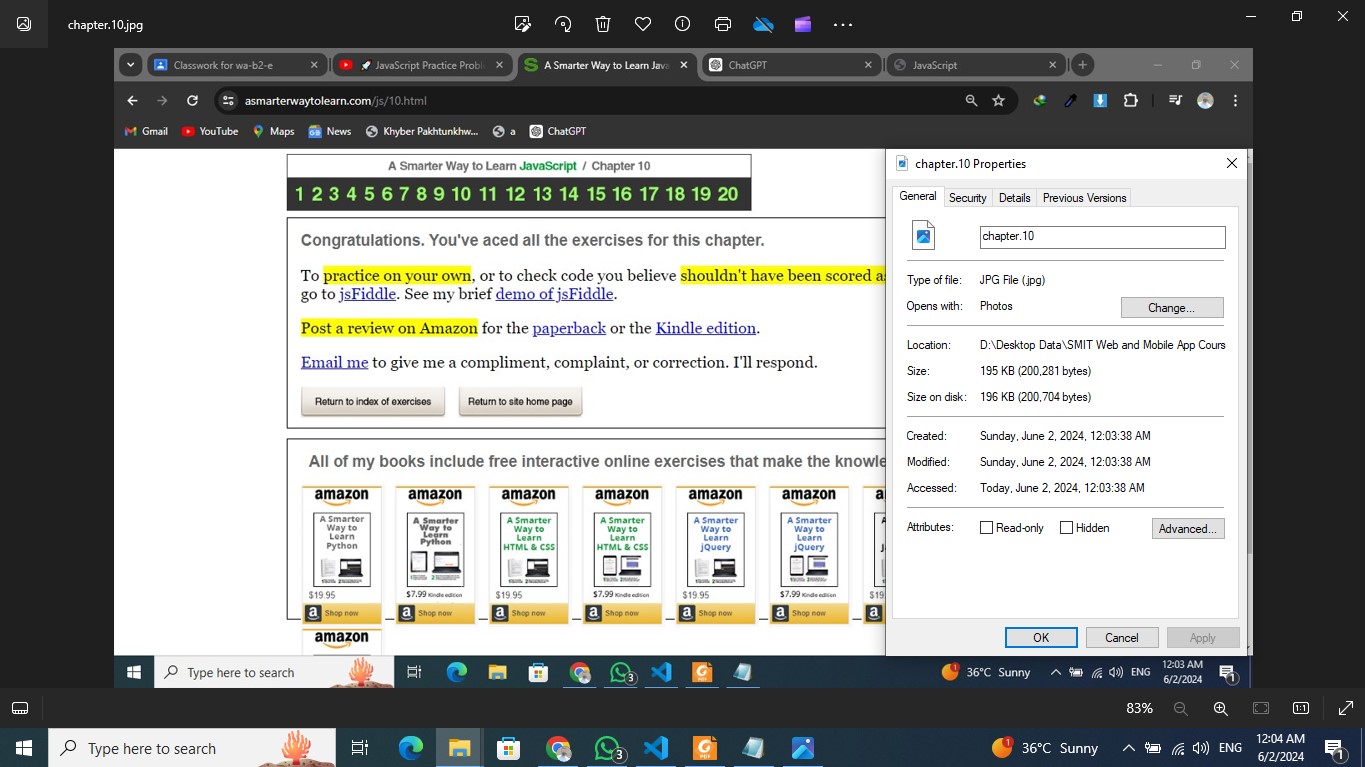 chapter.10.jpg
Classwork for wa-b2-e
JavaScript Practice Probl
A Smarter Way to Learn Java
ChatGPT
JavaScript
asmarterwaytolearn.com/js/10.html
Gmail
YouTube
Maps
News
Khyber Pakhtunkhw...
a
ChatGPT
A Smarter Way to Learn JavaScript / Chapter 10
1 2 3 4 5 6 7 8 9 10 11 12 13 14 15 16 17 18 19 20
Congratulations. You've aced all the exercises for this chapter.
To practice on your own, or to check code you believe shouldn't have been scored as
go to jsFiddle. See my brief demo of jsFiddle.
Post a review on Amazon for the paperback or the Kindle edition.
Email me to give me a compliment, complaint, or correction. I'll respond.
Return to index of exercises
Return to site home page
All of my books include free interactive online exercises that make the knowle
amazon
A Smarter
Way to
Learn
Python
$19.95
Shop now
amazon
A Smarter
Way to
Learn
Python
$7.99 Kindle edition
Shop now
amazon
A Smarter
Way to
Learn
HTML & CSS
$19.95
Shop now
amazon
A Smarter
Way to
Learn
HTML & CSS
$7.99 Kindle edition
Shop now
amazon
A Smarter
Way to
Learn
jQuery
$19.95
Shop now
amazon
A Smarter
Way to
Learn
jQuery
$7.99 Kindle edition
Shop now
am
$19
amazon
chapter.10 Properties
General
Security
Details
Previous Versions
chapter.10
Type of file: JPG File (.jpg)
Opens with: Photos
Change...
Location: D:\Desktop Data\SMIT Web and Mobile App Cours
Size: 195 KB (200,281 bytes)
Size on disk: 196 KB (200,704 bytes)
Created: Sunday, June 2, 2024, 12:03:38 AM
Modified: Sunday, June 2, 2024, 12:03:38 AM
Accessed: Today, June 2, 2024, 12:03:38 AM
Attributes: Read-only Hidden
Advanced...
OK
Cancel
Apply
Type here to search
3
1
36°C Sunny
ENG
12:03 AM
6/2/2024
1
83%
1:1
Type here to search
3
PDF
1
36°C Sunny
ENG
12:04 AM
6/2/2024
1